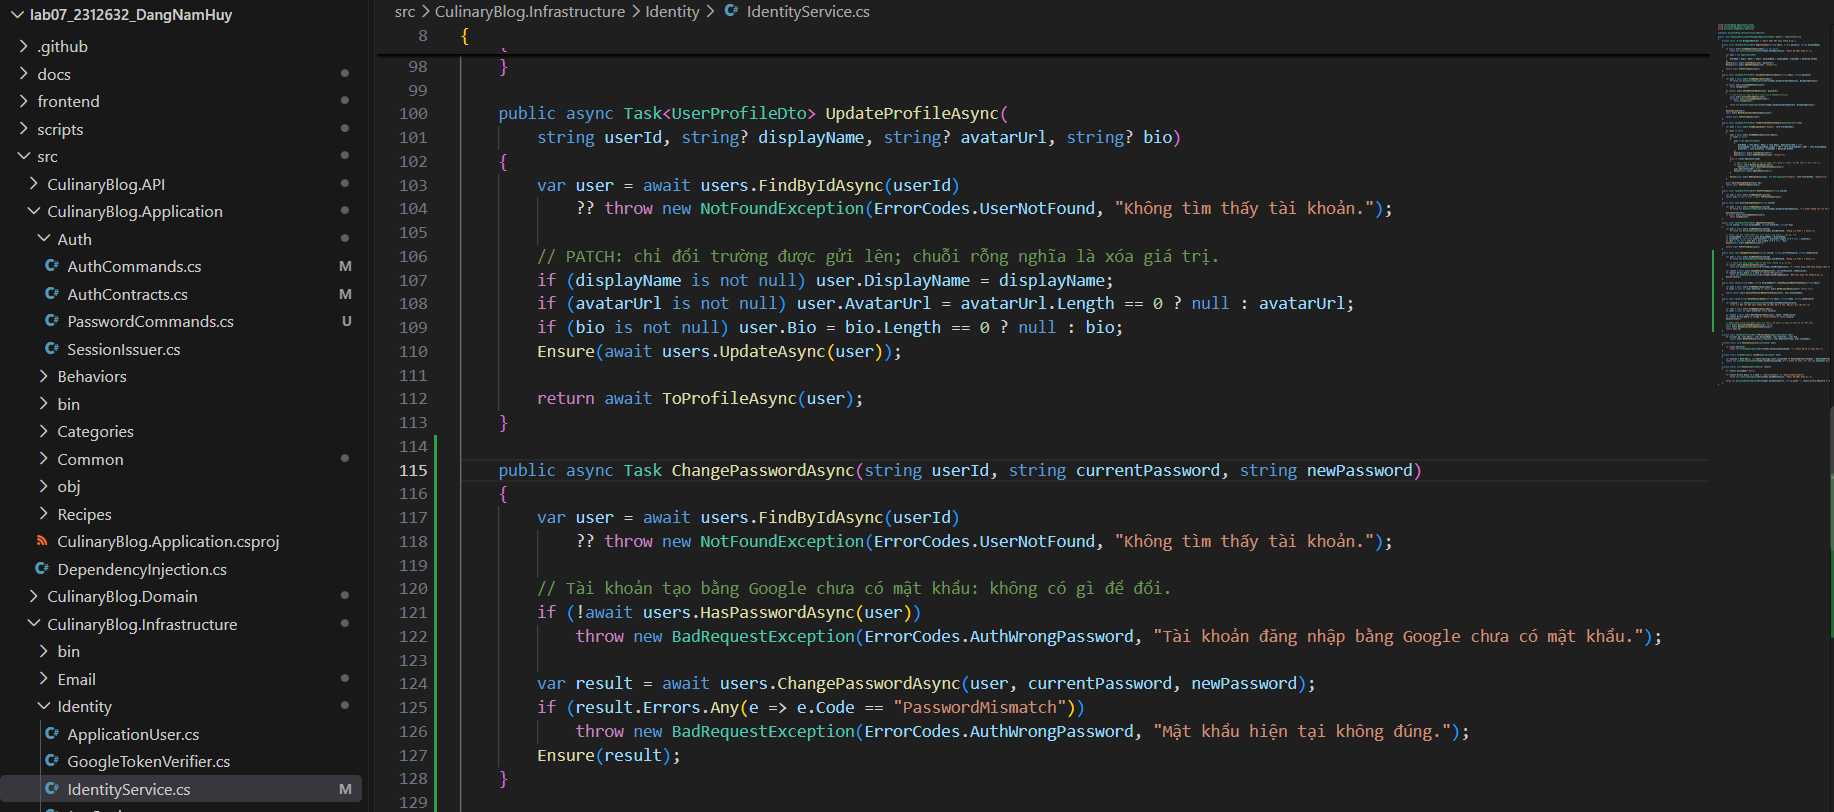 lab07_2312632_DangNamHuy
.github
docs
frontend
scripts
src
CulinaryBlog.API
CulinaryBlog.Application
Auth
AuthCommands.cs M
AuthContracts.cs M
PasswordCommands.cs U
SessionIssuer.cs
Behaviors
bin
Categories
Common
obj
Recipes
CulinaryBlog.Application.csproj
DependencyInjection.cs
CulinaryBlog.Domain
CulinaryBlog.Infrastructure
bin
Email
Identity
ApplicationUser.cs
GoogleTokenVerifier.cs
IdentityService.cs M
src > CulinaryBlog.Infrastructure > Identity > IdentityService.cs
8 {
98 }
99
100 public async Task<UserProfileDto> UpdateProfileAsync(
101 string userId, string? displayName, string? avatarUrl, string? bio)
102 {
103 var user = await users.FindByIdAsync(userId)
104 ?? throw new NotFoundException(ErrorCodes.UserNotFound, "Không tìm thấy tài khoản.");
105
106 // PATCH: chỉ đổi trường được gửi lên; chuỗi rỗng nghĩa là xóa giá trị.
107 if (displayName is not null) user.DisplayName = displayName;
108 if (avatarUrl is not null) user.AvatarUrl = avatarUrl.Length == 0 ? null : avatarUrl;
109 if (bio is not null) user.Bio = bio.Length == 0 ? null : bio;
110 Ensure(await users.UpdateAsync(user));
111
112 return await ToProfileAsync(user);
113 }
114
115 public async Task ChangePasswordAsync(string userId, string currentPassword, string newPassword)
116 {
117 var user = await users.FindByIdAsync(userId)
118 ?? throw new NotFoundException(ErrorCodes.UserNotFound, "Không tìm thấy tài khoản.");
119
120 // Tài khoản tạo bằng Google chưa có mật khẩu: không có gì để đổi.
121 if (!await users.HasPasswordAsync(user))
122 throw new BadRequestException(ErrorCodes.AuthWrongPassword, "Tài khoản đăng nhập bằng Google chưa có mật khẩu.");
123
124 var result = await users.ChangePasswordAsync(user, currentPassword, newPassword);
125 if (result.Errors.Any(e => e.Code == "PasswordMismatch"))
126 throw new BadRequestException(ErrorCodes.AuthWrongPassword, "Mật khẩu hiện tại không đúng.");
127 Ensure(result);
128 }
129